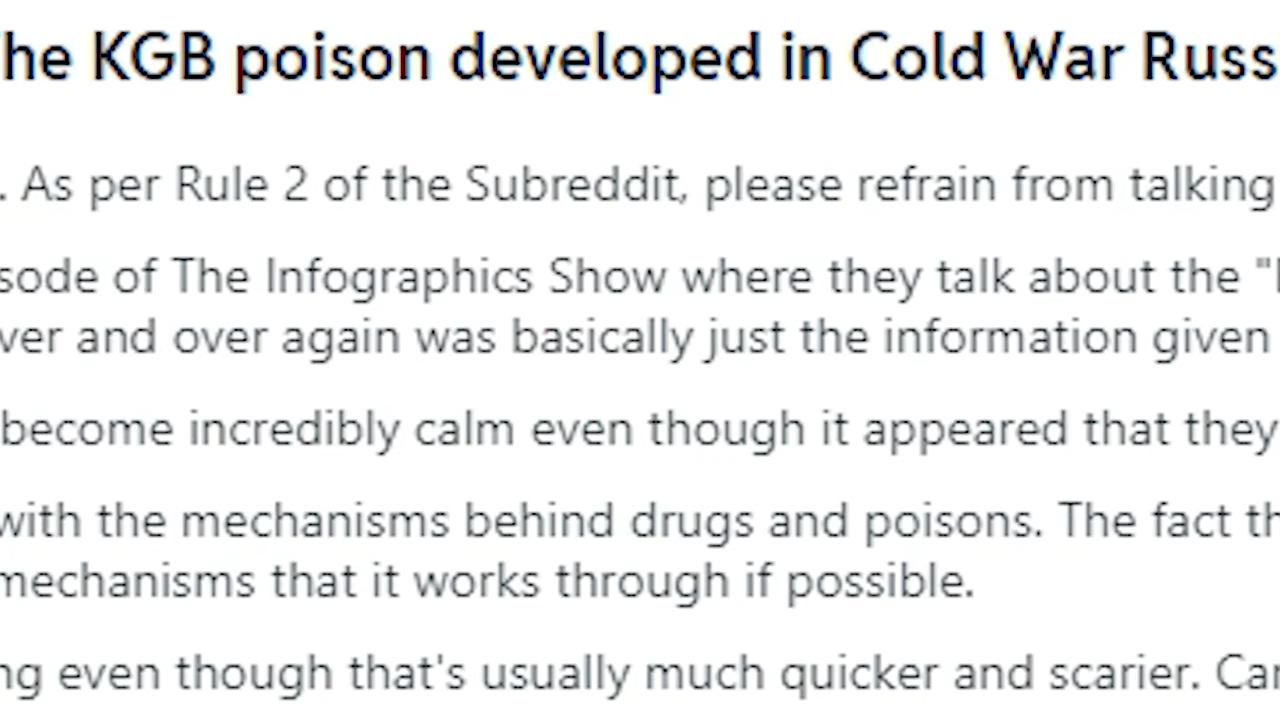 he KGB poison developed in Cold War Russ
. As per Rule 2 of the Subreddit, please refrain from talking
sode of The Infographics Show where they talk about the "
ver and over again was basically just the information given
become incredibly calm even though it appeared that they
with the mechanisms behind drugs and poisons. The fact th
mechanisms that it works through if possible.
ng even though that's usually much quicker and scarier. Car